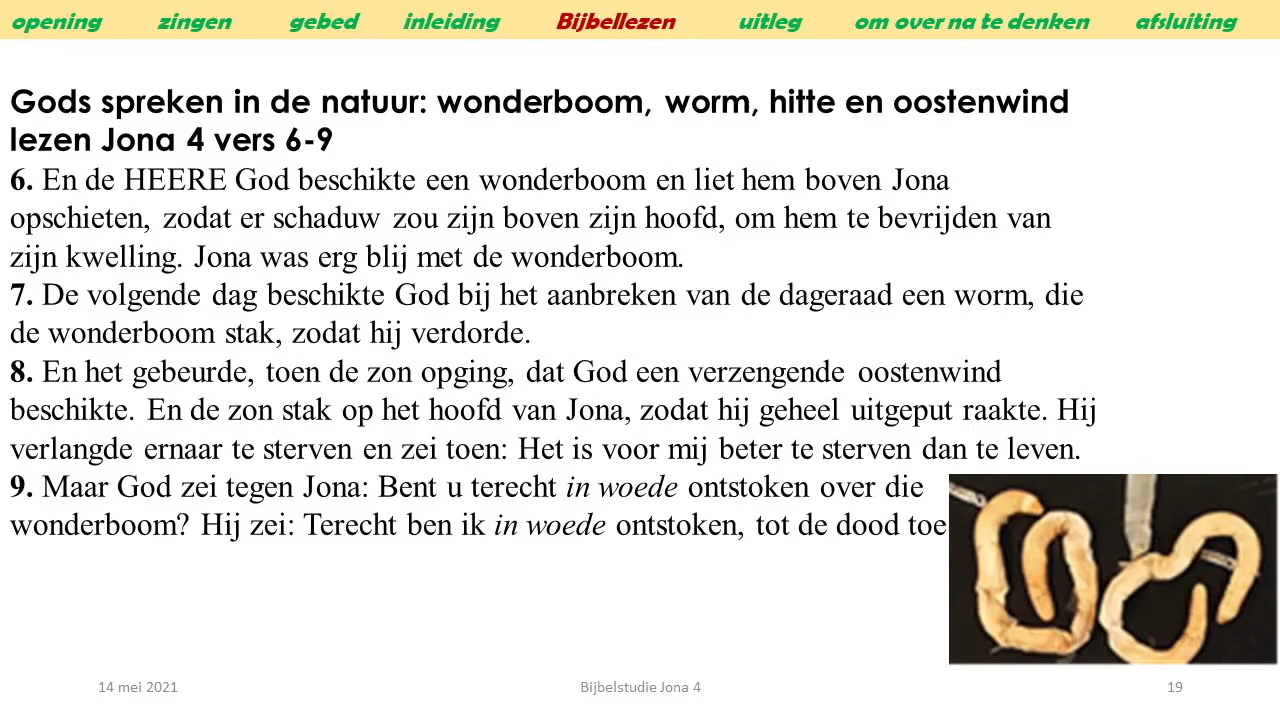 opening zingen gebed inleiding Bijbellezen uitleg om over na te denken afsluiting
Gods spreken in de natuur: wonderboom, worm, hitte en oostenwind
lezen Jona 4 vers 6-9
6. En de HEERE God beschikte een wonderboom en liet hem boven Jona
opschieten, zodat er schaduw zou zijn boven zijn hoofd, om hem te bevrijden van
zijn kwelling. Jona was erg blij met de wonderboom.
7. De volgende dag beschikte God bij het aanbreken van de dageraad een worm, die
de wonderboom stak, zodat hij verdorde.
8. En het gebeurde, toen de zon opging, dat God een verzengende oostenwind
beschikte. En de zon stak op het hoofd van Jona, zodat hij geheel uitgeput raakte. Hij
verlangde ernaar te sterven en zei toen: Het is voor mij beter te sterven dan te leven.
9. Maar God zei tegen Jona: Bent u terecht in woede ontstoken over die
wonderboom? Hij zei: Terecht ben ik in woede ontstoken, tot de dood toe
14 mei 2021 Bijbelstudie Jona 4 19